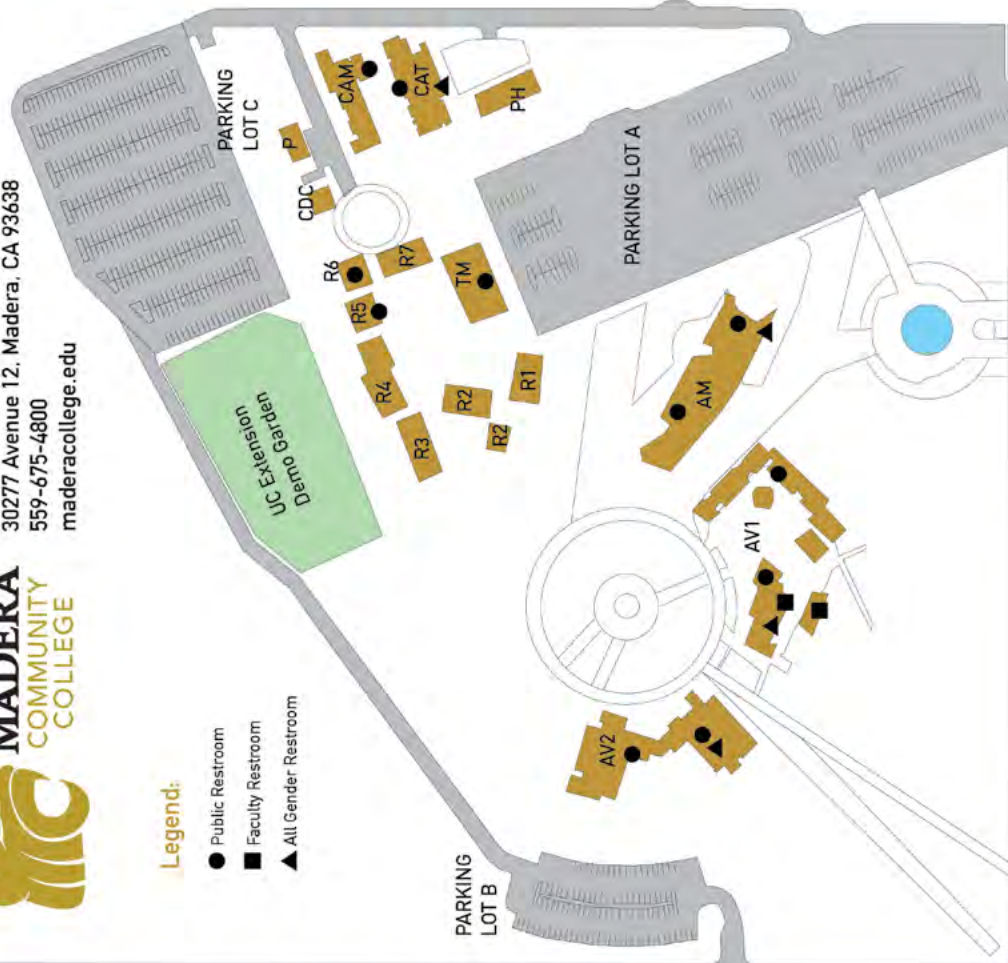 MADERA
COMMUNITY
COLLEGE
30277 Avenue 12, Madera, CA 93638
559-675-4800
maderacollege.edu
Legend:
Public Restroom
Faculty Restroom
All Gender Restroom
PARKING
LOT C
CAM
CAT
PH
P
CDC
R6
R7
R5
TM
R4
R3
R2
R1
R2
UC Extension
Demo Garden
PARKING LOT A
AM
AV1
AV2
PARKING
LOT B